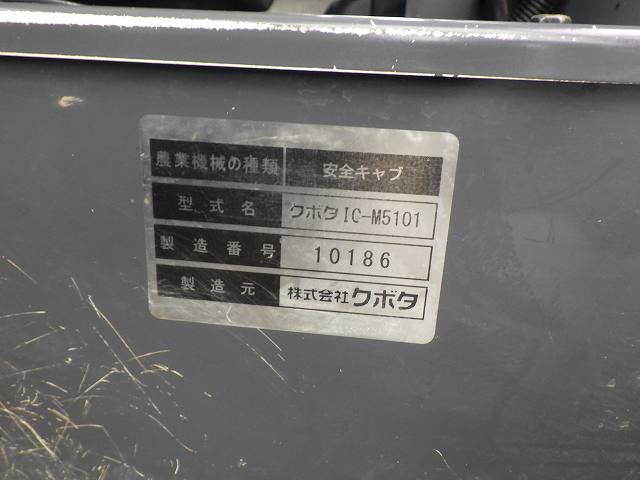 農業機械の種類 安全キャブ
型式名 クボタIC-M5101
製造番号 10186
製造元 株式会社クボタ